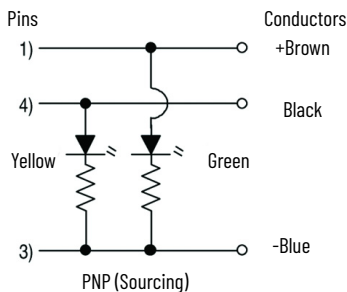 Pins Conductors
1) +Brown
4) Black
Yellow Green
3) -Blue
PNP (Sourcing)